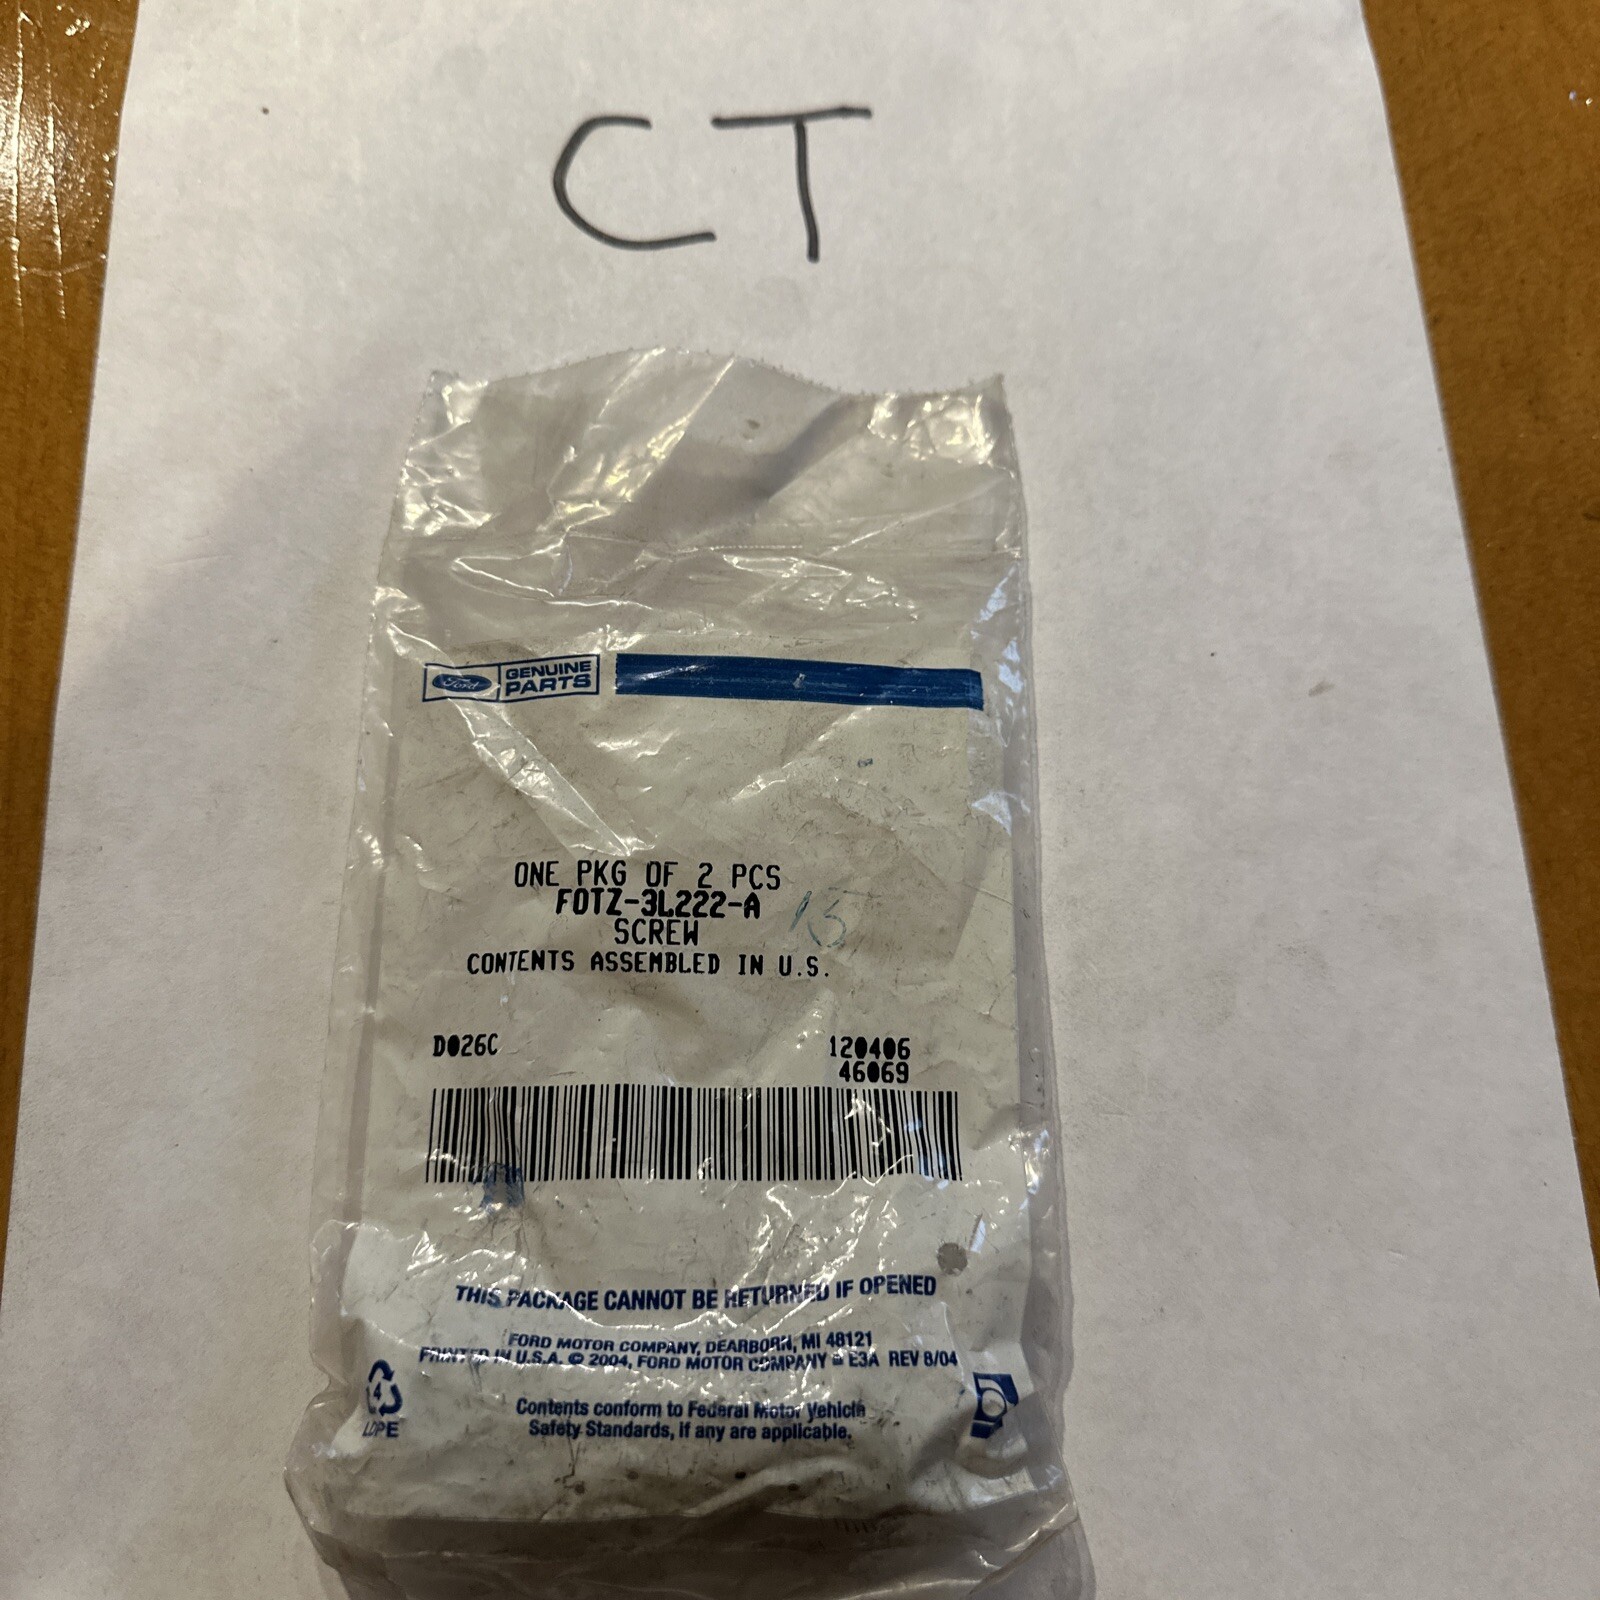 CT
Ford GENUINE
PARTS
ONE PKG OF 2 PCS
F0TZ-3L222-A
15
SCREW
CONTENTS ASSEMBLED IN U.S.
D026C
120406
46069
THIS PACKAGE CANNOT BE RETURNED IF OPENED
FORD MOTOR COMPANY, DEARBORN, MI 48121
PRINTED IN U.S.A. © 2004, FORD MOTOR COMPANY – E3A REV 8/04
4
LDPE
Contents conform to Federal Motor Vehicle
Safety Standards, if any are applicable.